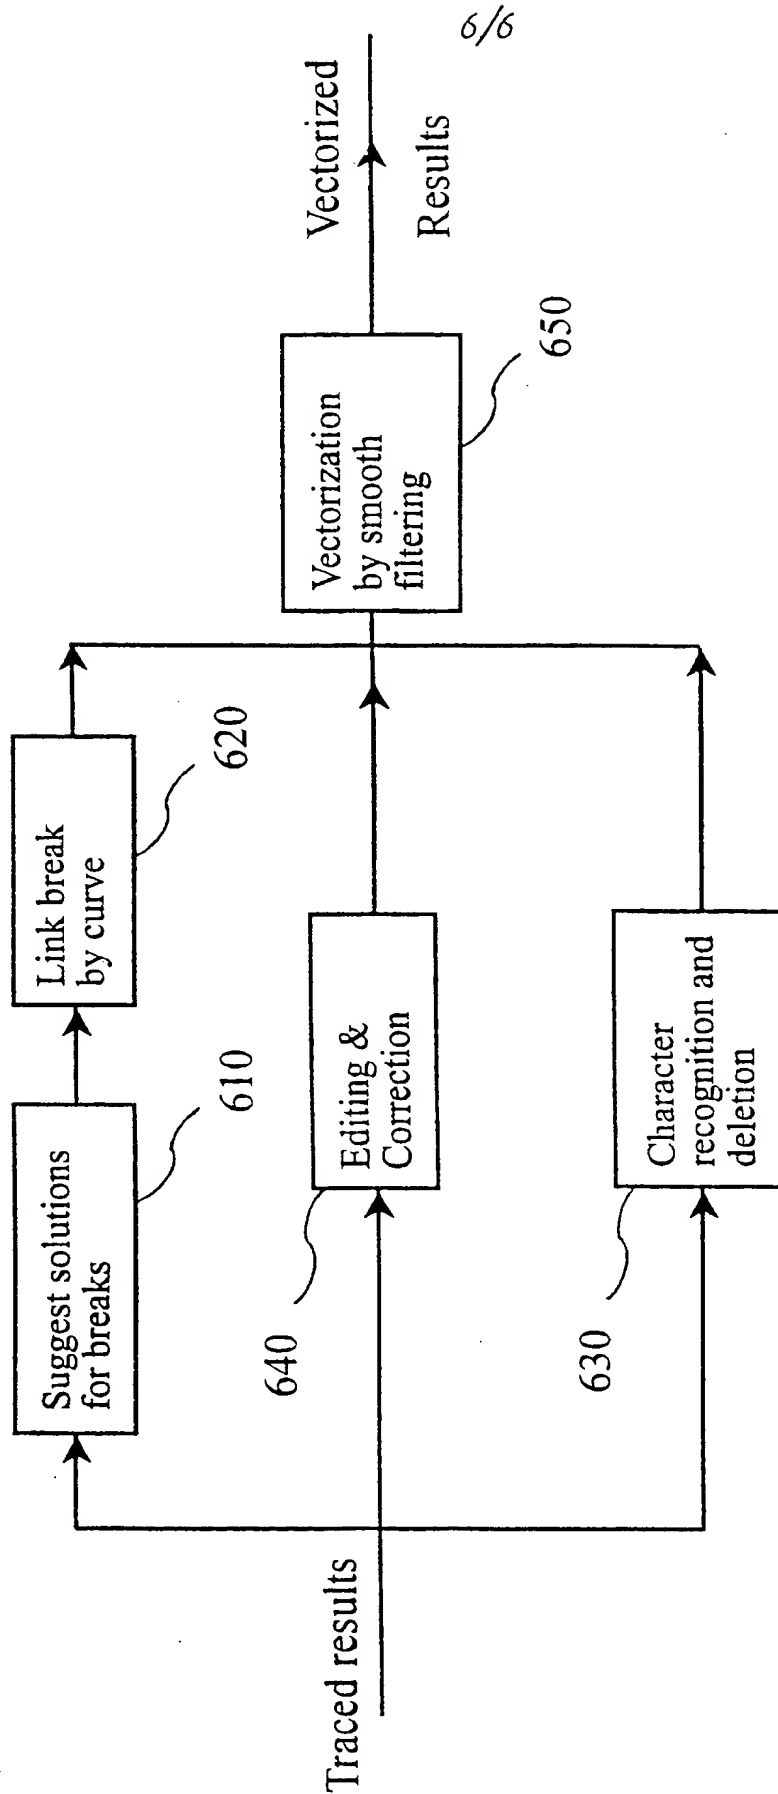 6/6
Traced results
Suggest solutions
for breaks
610
Link break
by curve
620
Editing &
Correction
640
Character
recognition and
deletion
630
Vectorization
by smooth
filtering
650
Vectorized
Results